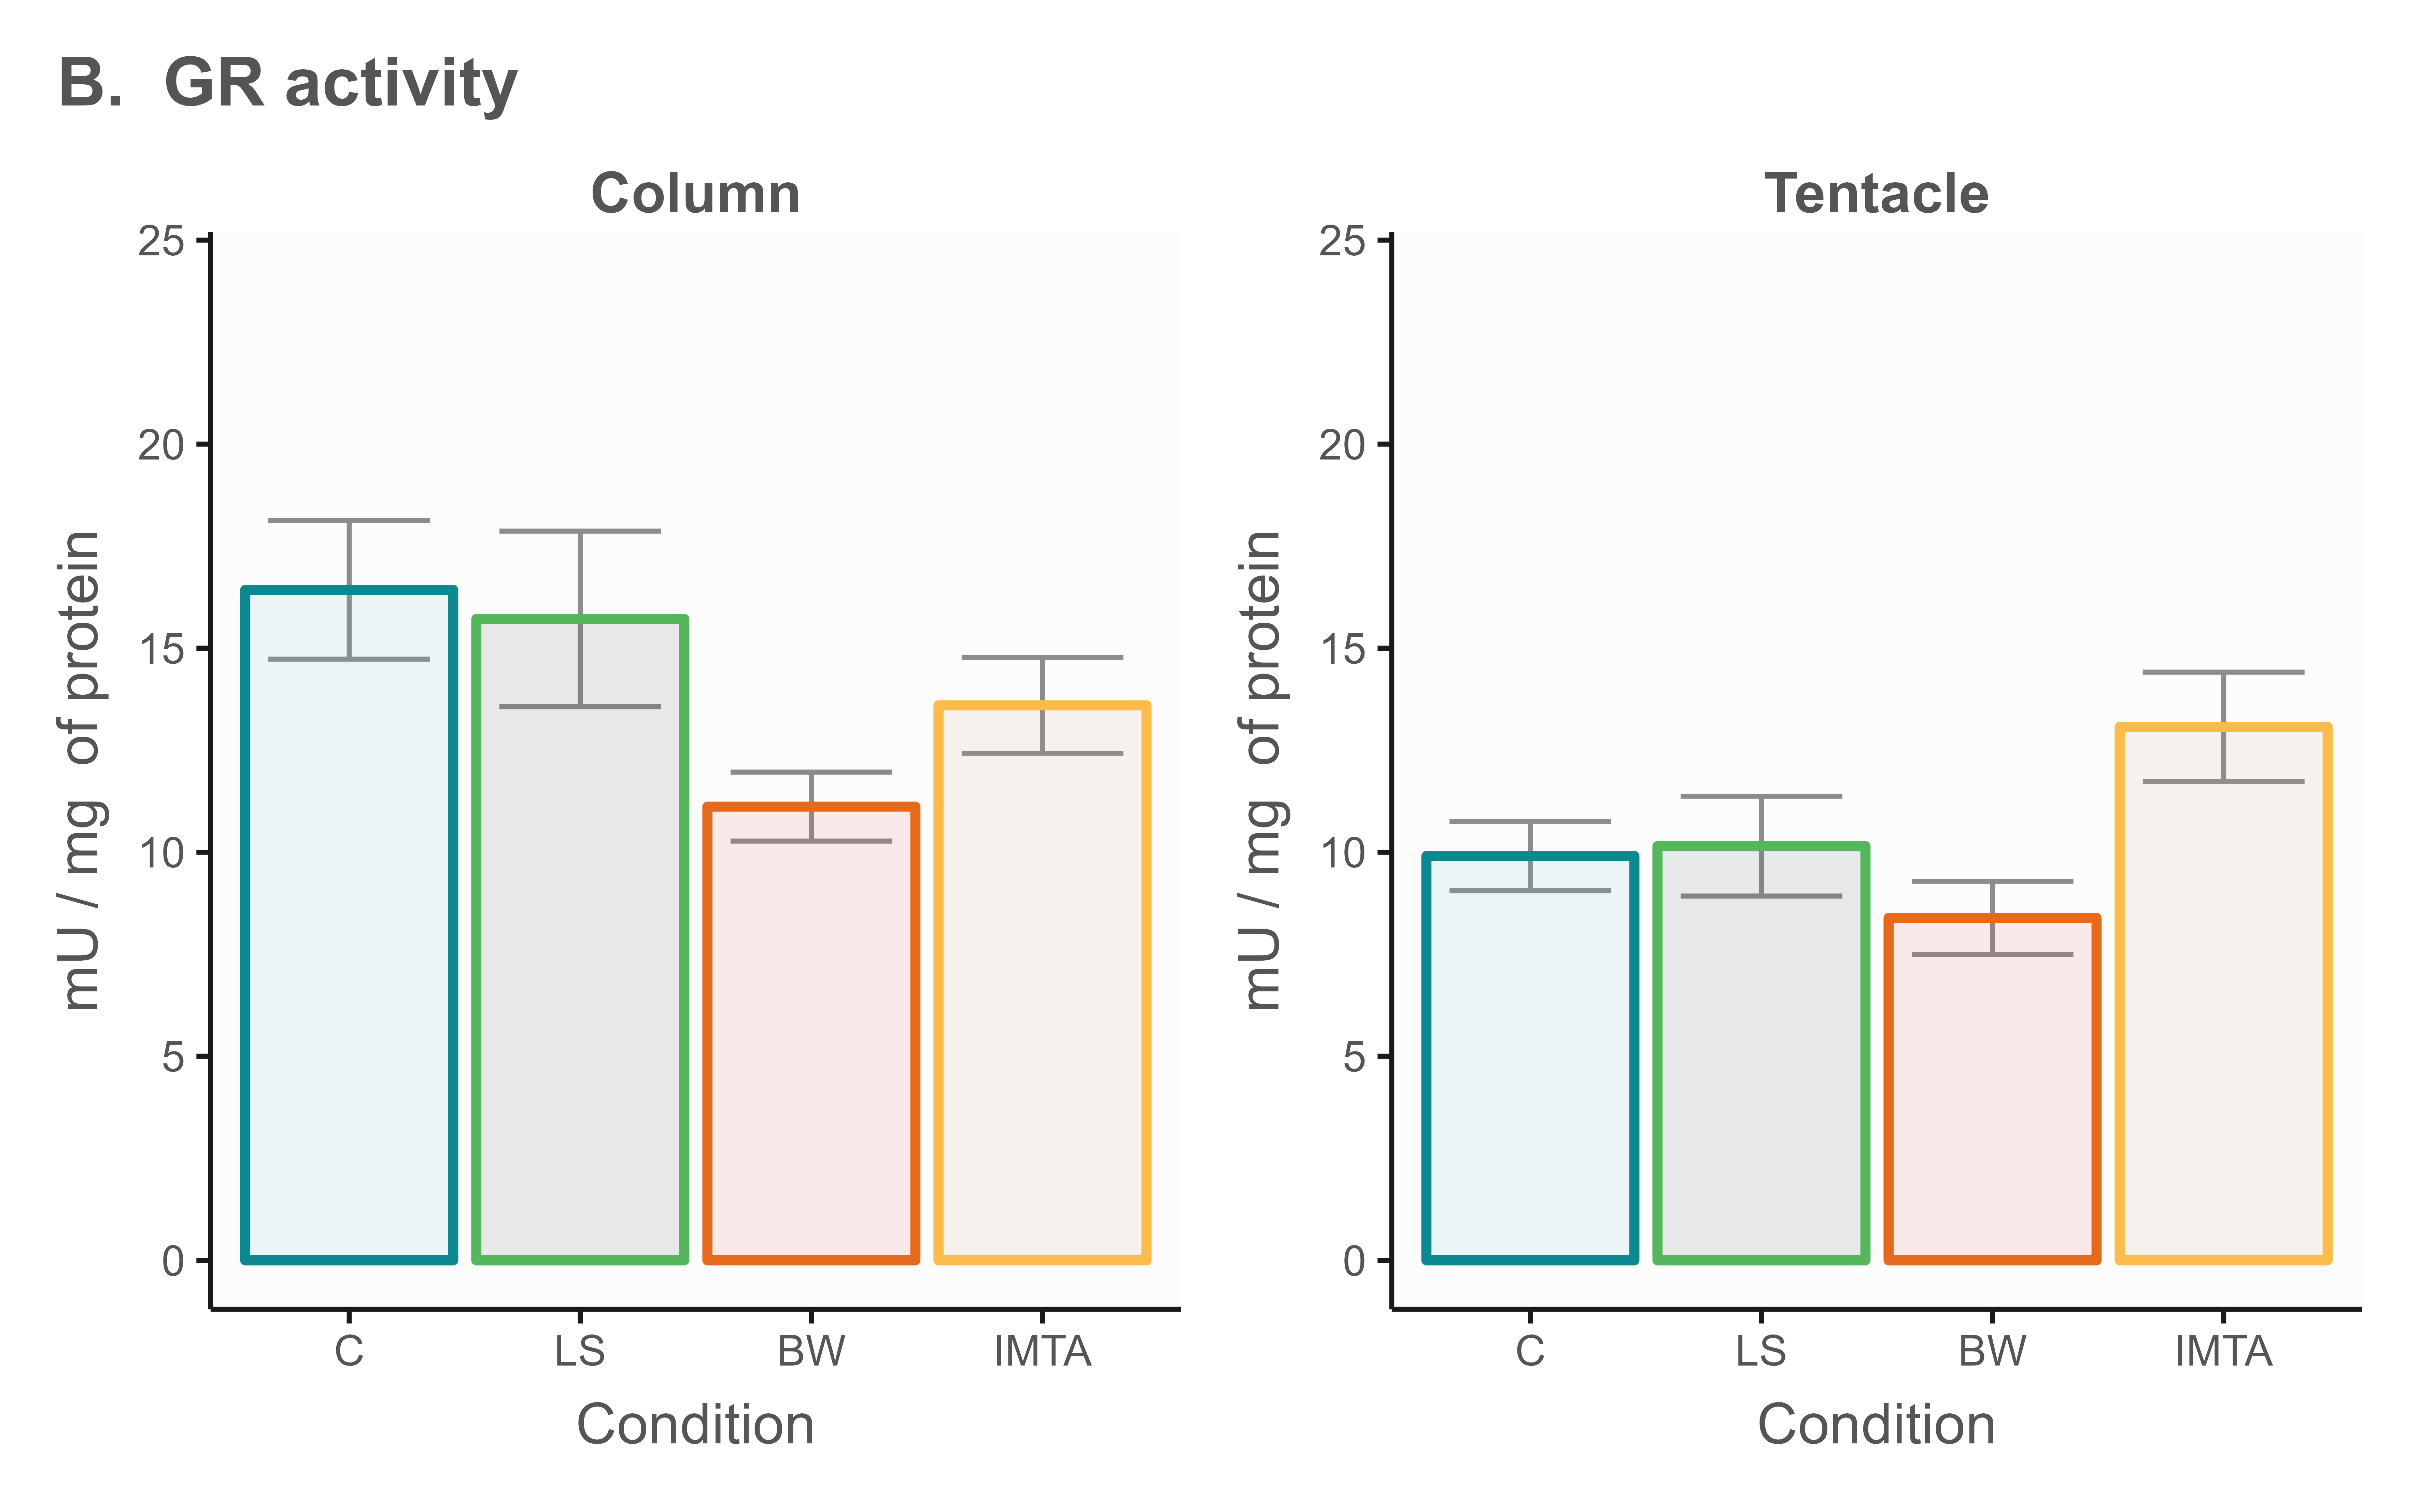 B. GR activity
Column
25
20
15
10
5
0
mU / mg of protein
C LS BW IMTA
Condition
Tentacle
25
20
15
10
5
0
mU / mg of protein
C LS BW IMTA
Condition